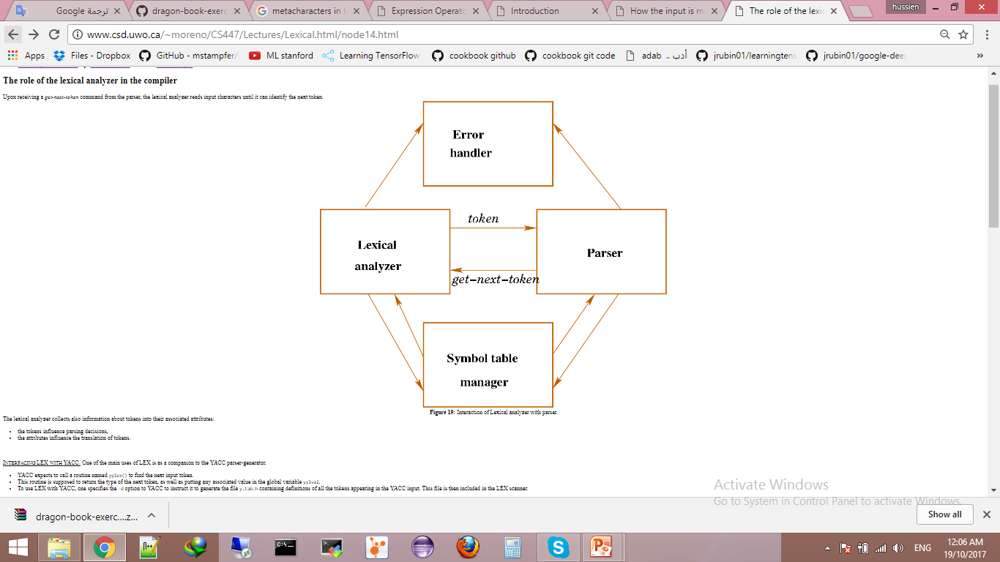 ترجمة Google
dragon-book-exerc
metacharacters in l
Expression Operato
Introduction
How the input is m
The role of the lexic
hussien
www.csd.uwo.ca/~moreno/CS447/Lectures/Lexical.html/node14.html
Apps
Files - Dropbox
GitHub - mstampfer/
ML stanford
Learning TensorFlow
cookbook github
cookbook git code
adab .. أدب
jrubin01/learningtens
jrubin01/google-deep
»
The role of the lexical analyzer in the compiler
Upon receiving a get-next-token command from the parser, the lexical analyzer reads input characters until it can identify the next token.
Error
handler
token
Lexical
analyzer
Parser
get-next-token
Symbol table
manager
Figure 19: Interaction of Lexical analyzer with parser.
The lexical analyzer collects also information about tokens into their associated attributes:
• the tokens influence parsing decisions,
• the attributes influence the translation of tokens.
INTERFACING LEX WITH YACC. One of the main uses of LEX is as a companion to the YACC parser-generator.
• YACC expects to call a routine named yylex() to find the next input token.
• This routine is supposed to return the type of the next token, as well as putting any associated value in the global variable yylval.
• To use LEX with YACC, one specifies the -d option to YACC to instruct it to generate the file y.tab.h containing definitions of all the tokens appearing in the YACC input. This file is then included in the LEX scanner.
Activate Windows
Go to System in Control Panel to activate Windows.
dragon-book-exerc....z...
Show all
ENG
12:06 AM
19/10/2017